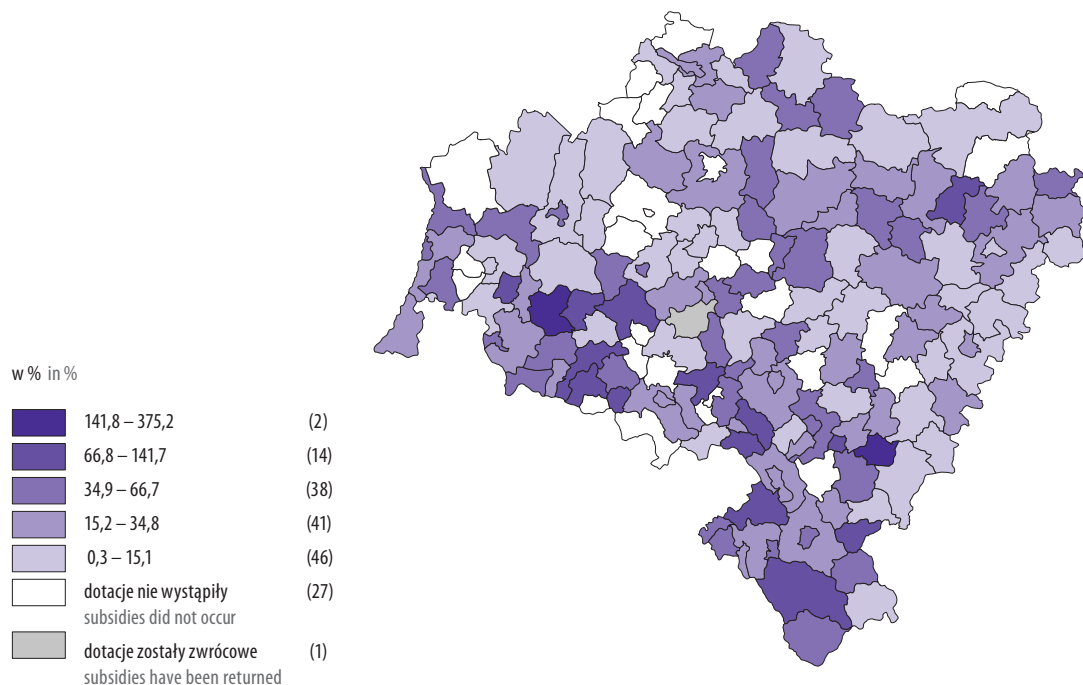 w % in %
141,8 – 375,2 (2)
66,8 – 141,7 (14)
34,9 – 66,7 (38)
15,2 – 34,8 (41)
0,3 – 15,1 (46)
dotacje nie wystąpiły (27)
subsidies did not occur
dotacje zostały zwrócowe (1)
subsidies have been returned